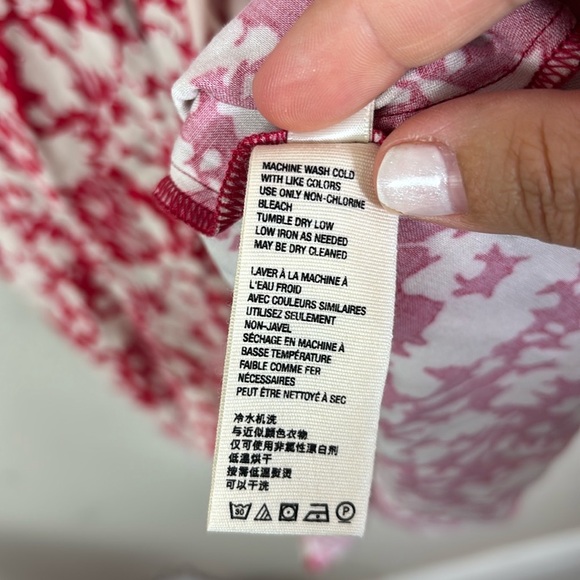 MACHINE WASH COLD
WITH LIKE COLORS
USE ONLY NON-CHLORINE
BLEACH
TUMBLE DRY LOW
LOW IRON AS NEEDED
MAY BE DRY CLEANED
LAVER À LA MACHINE À
L'EAU FROID
AVEC COULEURS SIMILAIRES
UTILISEZ SEULEMENT
NON-JAVEL
SÉCHAGE EN MACHINE À
BASSE TEMPÉRATURE
FAIBLE COMME FER
NÉCESSAIRES
PEUT ÊTRE NETTOYÉ À SEC
冷水机洗
与近似颜色衣物
仅可使用非氯性漂白剂
低温烘干
按需低温熨烫
可以干洗
30 P